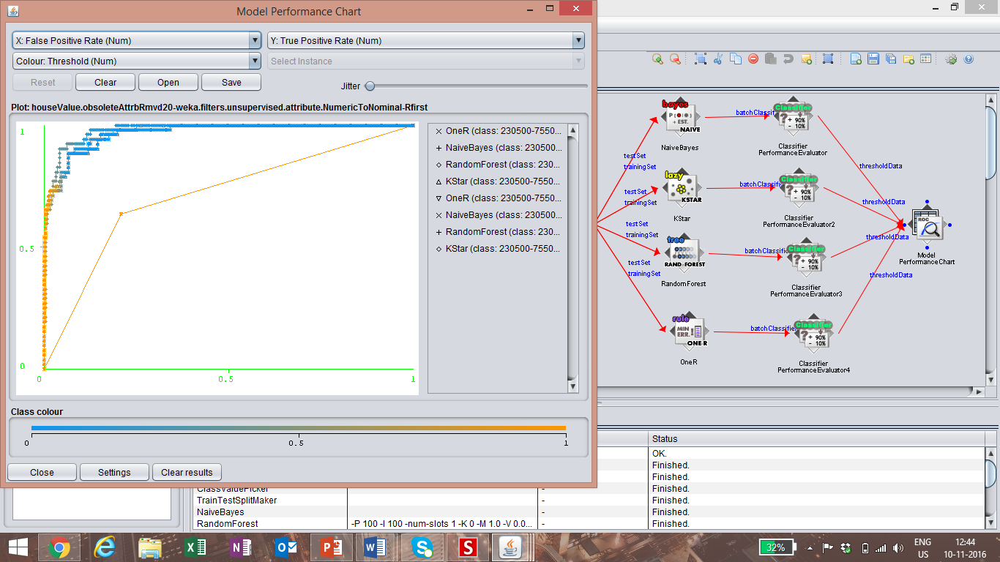 Model Performance Chart
X: False Positive Rate (Num)
Y: True Positive Rate (Num)
Colour: Threshold (Num)
Select Instance
Reset
Clear
Open
Save
Jitter
Plot: houseValue.obsoleteAttrbRmvd20-weka.filters.unsupervised.attribute.NumericToNominal-Rfirst
1
0.5
0
0
0.5
1
OneR (class: 230500-7550...
NaiveBayes (class: 230500...
RandomForest (class: 230...
KStar (class: 230500-7550...
OneR (class: 230500-7550...
NaiveBayes (class: 230500...
RandomForest (class: 230...
KStar (class: 230500-7550...
Class colour
0
0.5
1
Close
Settings
Clear results
bayes
P ( | )
+ EST.
NAIVE
NaiveBayes
batchClassifi
Classifier
+ 90%
- 10%
Classifier
PerformanceEvaluator
testSet
trainingSet
thresholdData
lazy
KSTAR
KStar
batchClassifie
Classifier
+ 90%
- 10%
Classifier
PerformanceEvaluator2
testSet
trainingSet
thresholdData
ROC
Model
PerformanceChart
testSet
trainingSet
tree
RAND-FOREST
RandomForest
batchClassifie
Classifier
+ 90%
- 10%
Classifier
PerformanceEvaluator3
thresholdData
testSet
trainingSet
thresholdData
rule
MIN
ERR.!
ONE R
OneR
batchClassifie
Classifier
+ 90%
- 10%
Classifier
PerformanceEvaluator4
Status
OK.
Finished.
Finished.
ClassValuePicker - Finished.
TrainTestSplitMaker - Finished.
NaiveBayes - Finished.
RandomForest -P 100 -I 100 -num-slots 1 -K 0 -M 1.0 -V 0.0... - Finished.
32%
ENG
US
12:44
10-11-2016